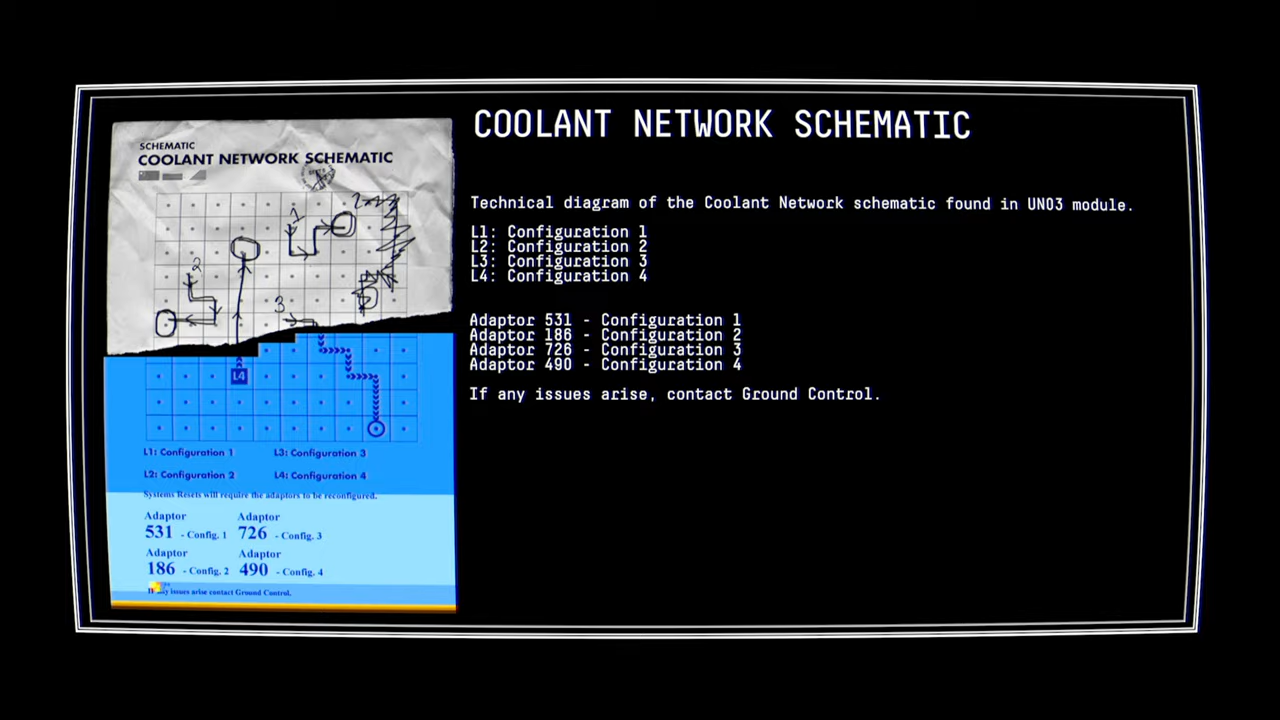 SCHEMATIC
COOLANT NETWORK SCHEMATIC
1
2
2
3
L4
L1: Configuration 1
L3: Configuration 3
L2: Configuration 2
L4: Configuration 4
Systems Resets will require the adaptors to be reconfigured.
Adaptor
531 - Config. 1
Adaptor
726 - Config. 3
Adaptor
186 - Config. 2
Adaptor
490 - Config. 4
If any issues arise contact Ground Control.
COOLANT NETWORK SCHEMATIC
Technical diagram of the Coolant Network schematic found in UNO3 module.
L1: Configuration 1
L2: Configuration 2
L3: Configuration 3
L4: Configuration 4
Adaptor 531 - Configuration 1
Adaptor 186 - Configuration 2
Adaptor 726 - Configuration 3
Adaptor 490 - Configuration 4
If any issues arise, contact Ground Control.